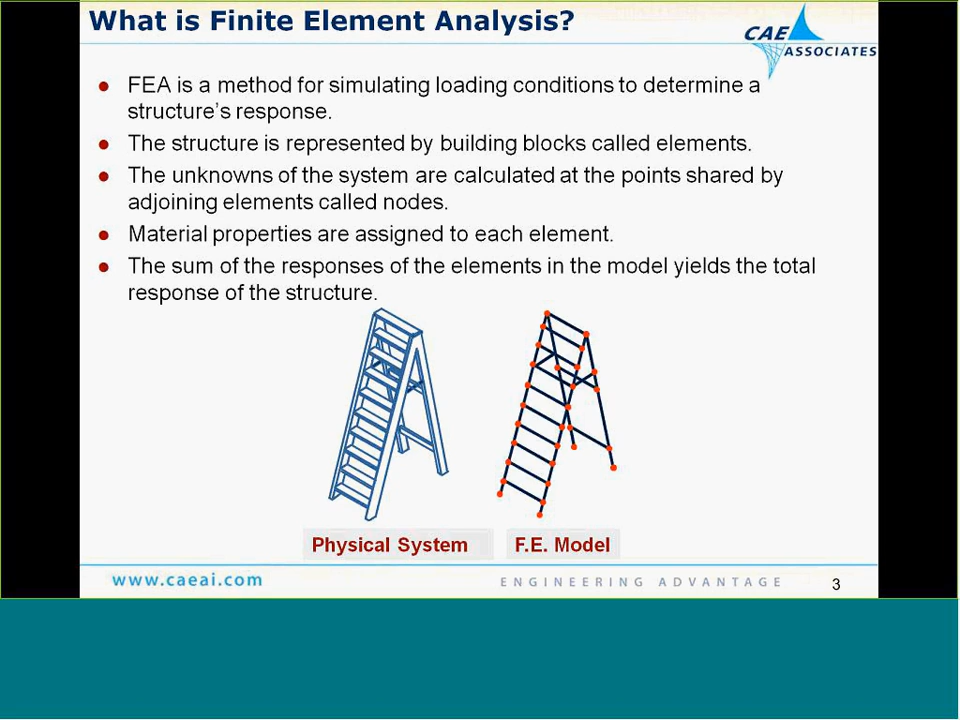 What is Finite Element Analysis?
CAE
ASSOCIATES
● FEA is a method for simulating loading conditions to determine a
structure's response.
● The structure is represented by building blocks called elements.
● The unknowns of the system are calculated at the points shared by
adjoining elements called nodes.
● Material properties are assigned to each element.
● The sum of the responses of the elements in the model yields the total
response of the structure.
Physical System
F.E. Model
www.caeai.com
ENGINEERING ADVANTAGE
3